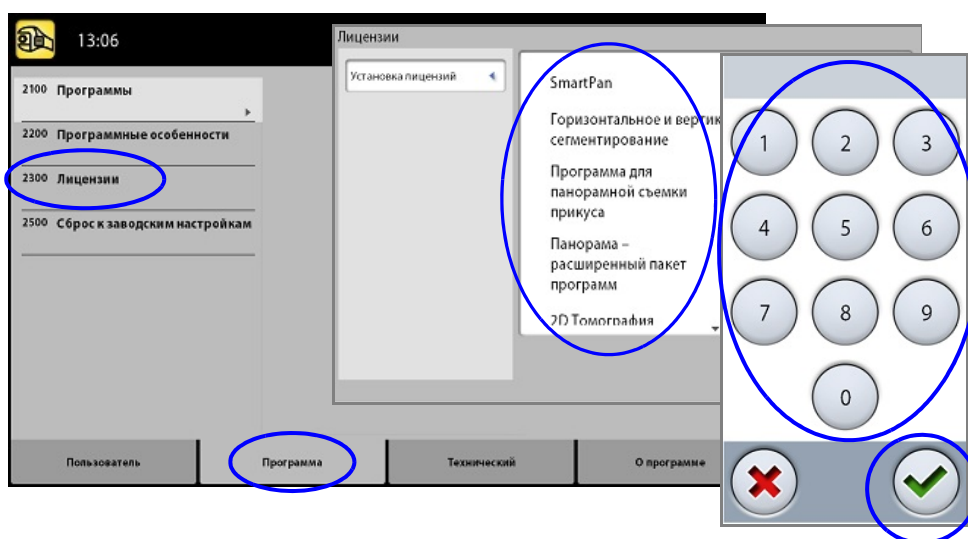 13:06
2100 Программы
2200 Программные особенности
2300 Лицензии
2500 Сброс к заводским настройкам
Лицензии
Установка лицензий
SmartPan
Горизонтальное и
сегментирование
Программа для
панорамной съемки
прикуса
Панорама –
расширенный пакет
программ
2D Томография
1 2 3
4 5 6
7 8 9
0
Пользователь Программа Технический О программе